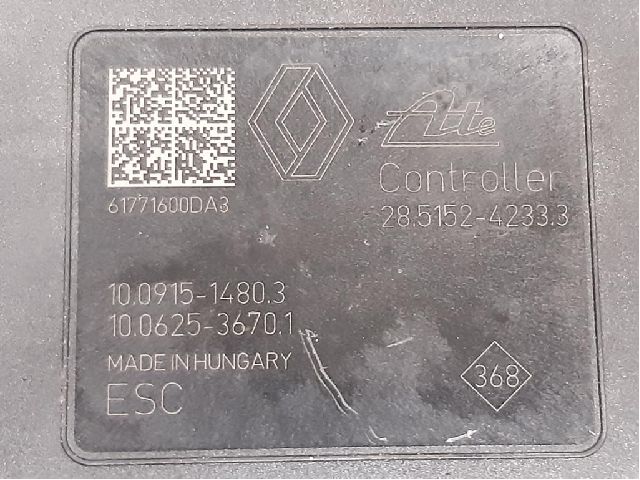 Ate
Controller
28.5152-4233.3
61771600DA3
10.0915-1480.3
10.0625-3670.1
MADE IN HUNGARY
ESC
368